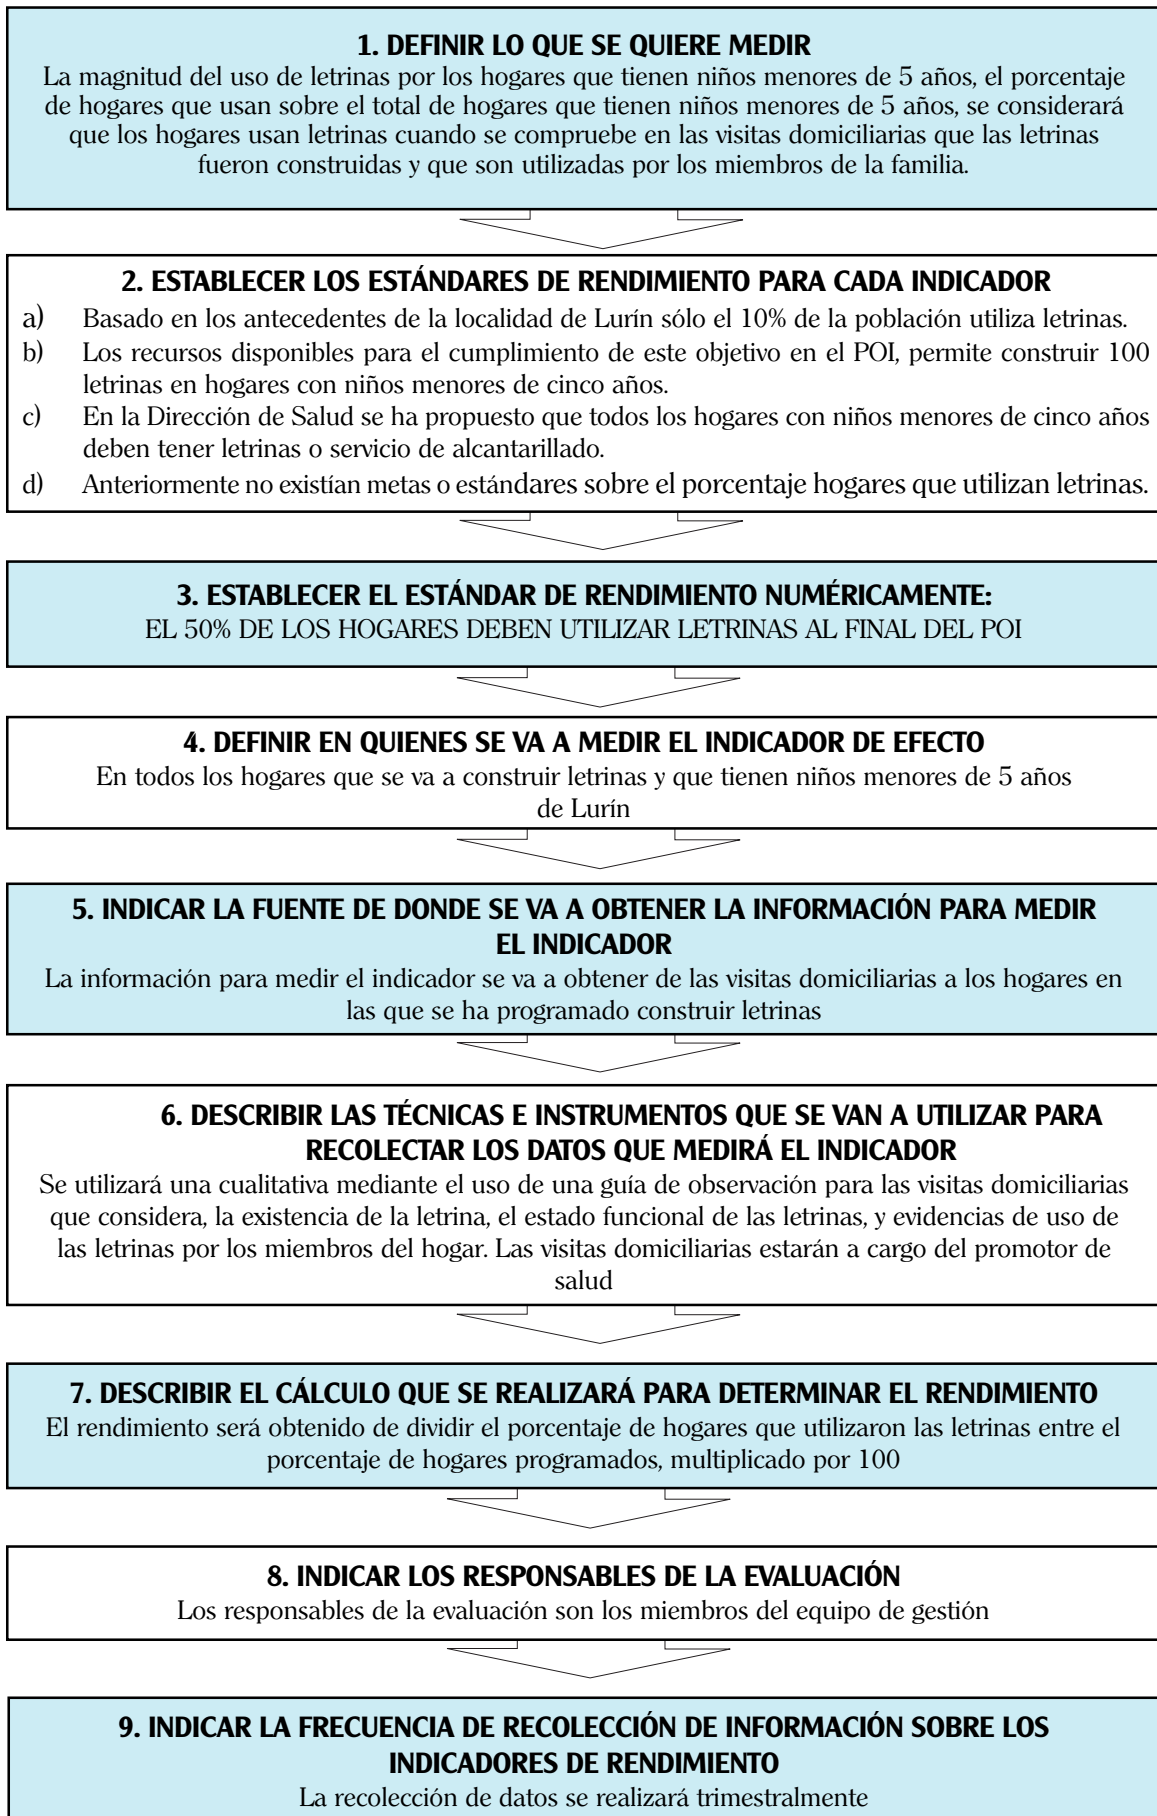 1. DEFINIR LO QUE SE QUIERE MEDIR
La magnitud del uso de letrinas por los hogares que tienen niños menores de 5 años, el porcentaje
de hogares que usan sobre el total de hogares que tienen niños menores de 5 años, se considerará
que los hogares usan letrinas cuando se compruebe en las visitas domiciliarias que las letrinas
fueron construidas y que son utilizadas por los miembros de la familia.
2. ESTABLECER LOS ESTÁNDARES DE RENDIMIENTO PARA CADA INDICADOR
a) Basado en los antecedentes de la localidad de Lurín sólo el 10% de la población utiliza letrinas.
b) Los recursos disponibles para el cumplimiento de este objetivo en el POI, permite construir 100
letrinas en hogares con niños menores de cinco años.
c) En la Dirección de Salud se ha propuesto que todos los hogares con niños menores de cinco años
deben tener letrinas o servicio de alcantarillado.
d) Anteriormente no existían metas o estándares sobre el porcentaje hogares que utilizan letrinas.
3. ESTABLECER EL ESTÁNDAR DE RENDIMIENTO NUMÉRICAMENTE:
EL 50% DE LOS HOGARES DEBEN UTILIZAR LETRINAS AL FINAL DEL POI
4. DEFINIR EN QUIENES SE VA A MEDIR EL INDICADOR DE EFECTO
En todos los hogares que se va a construir letrinas y que tienen niños menores de 5 años
de Lurín
5. INDICAR LA FUENTE DE DONDE SE VA A OBTENER LA INFORMACIÓN PARA MEDIR
EL INDICADOR
La información para medir el indicador se va a obtener de las visitas domiciliarias a los hogares en
las que se ha programado construir letrinas
6. DESCRIBIR LAS TÉCNICAS E INSTRUMENTOS QUE SE VAN A UTILIZAR PARA
RECOLECTAR LOS DATOS QUE MEDIRÁ EL INDICADOR
Se utilizará una cualitativa mediante el uso de una guía de observación para las visitas domiciliarias
que considera, la existencia de la letrina, el estado funcional de las letrinas, y evidencias de uso de
las letrinas por los miembros del hogar. Las visitas domiciliarias estarán a cargo del promotor de
salud
7. DESCRIBIR EL CÁLCULO QUE SE REALIZARÁ PARA DETERMINAR EL RENDIMIENTO
El rendimiento será obtenido de dividir el porcentaje de hogares que utilizaron las letrinas entre el
porcentaje de hogares programados, multiplicado por 100
8. INDICAR LOS RESPONSABLES DE LA EVALUACIÓN
Los responsables de la evaluación son los miembros del equipo de gestión
9. INDICAR LA FRECUENCIA DE RECOLECCIÓN DE INFORMACIÓN SOBRE LOS
INDICADORES DE RENDIMIENTO
La recolección de datos se realizará trimestralmente